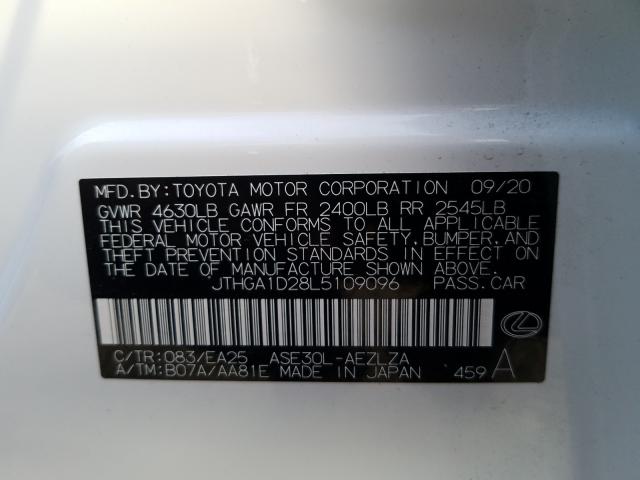 MFD.BY:TOYOTA MOTOR CORPORATION 09/20
GVWR 4630LB GAWR FR 2400LB RR 2545LB
THIS VEHICLE CONFORMS TO ALL APPLICABLE
FEDERAL MOTOR VEHICLE SAFETY,BUMPER,AND
THEFT PREVENTION STANDARDS IN EFFECT ON
THE DATE OF MANUFACTURE SHOWN ABOVE.
JTHGA1D28L5109096 PASS.CAR
C/TR:083/EA25 ASE30L-AEZLZA
A/TM:B07A/AA81E MADE IN JAPAN 459 A